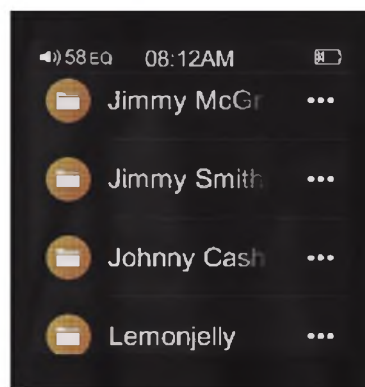 58 EQ 08:12AM
Jimmy McGr
Jimmy Smith
Johnny Cash
Lemonjelly